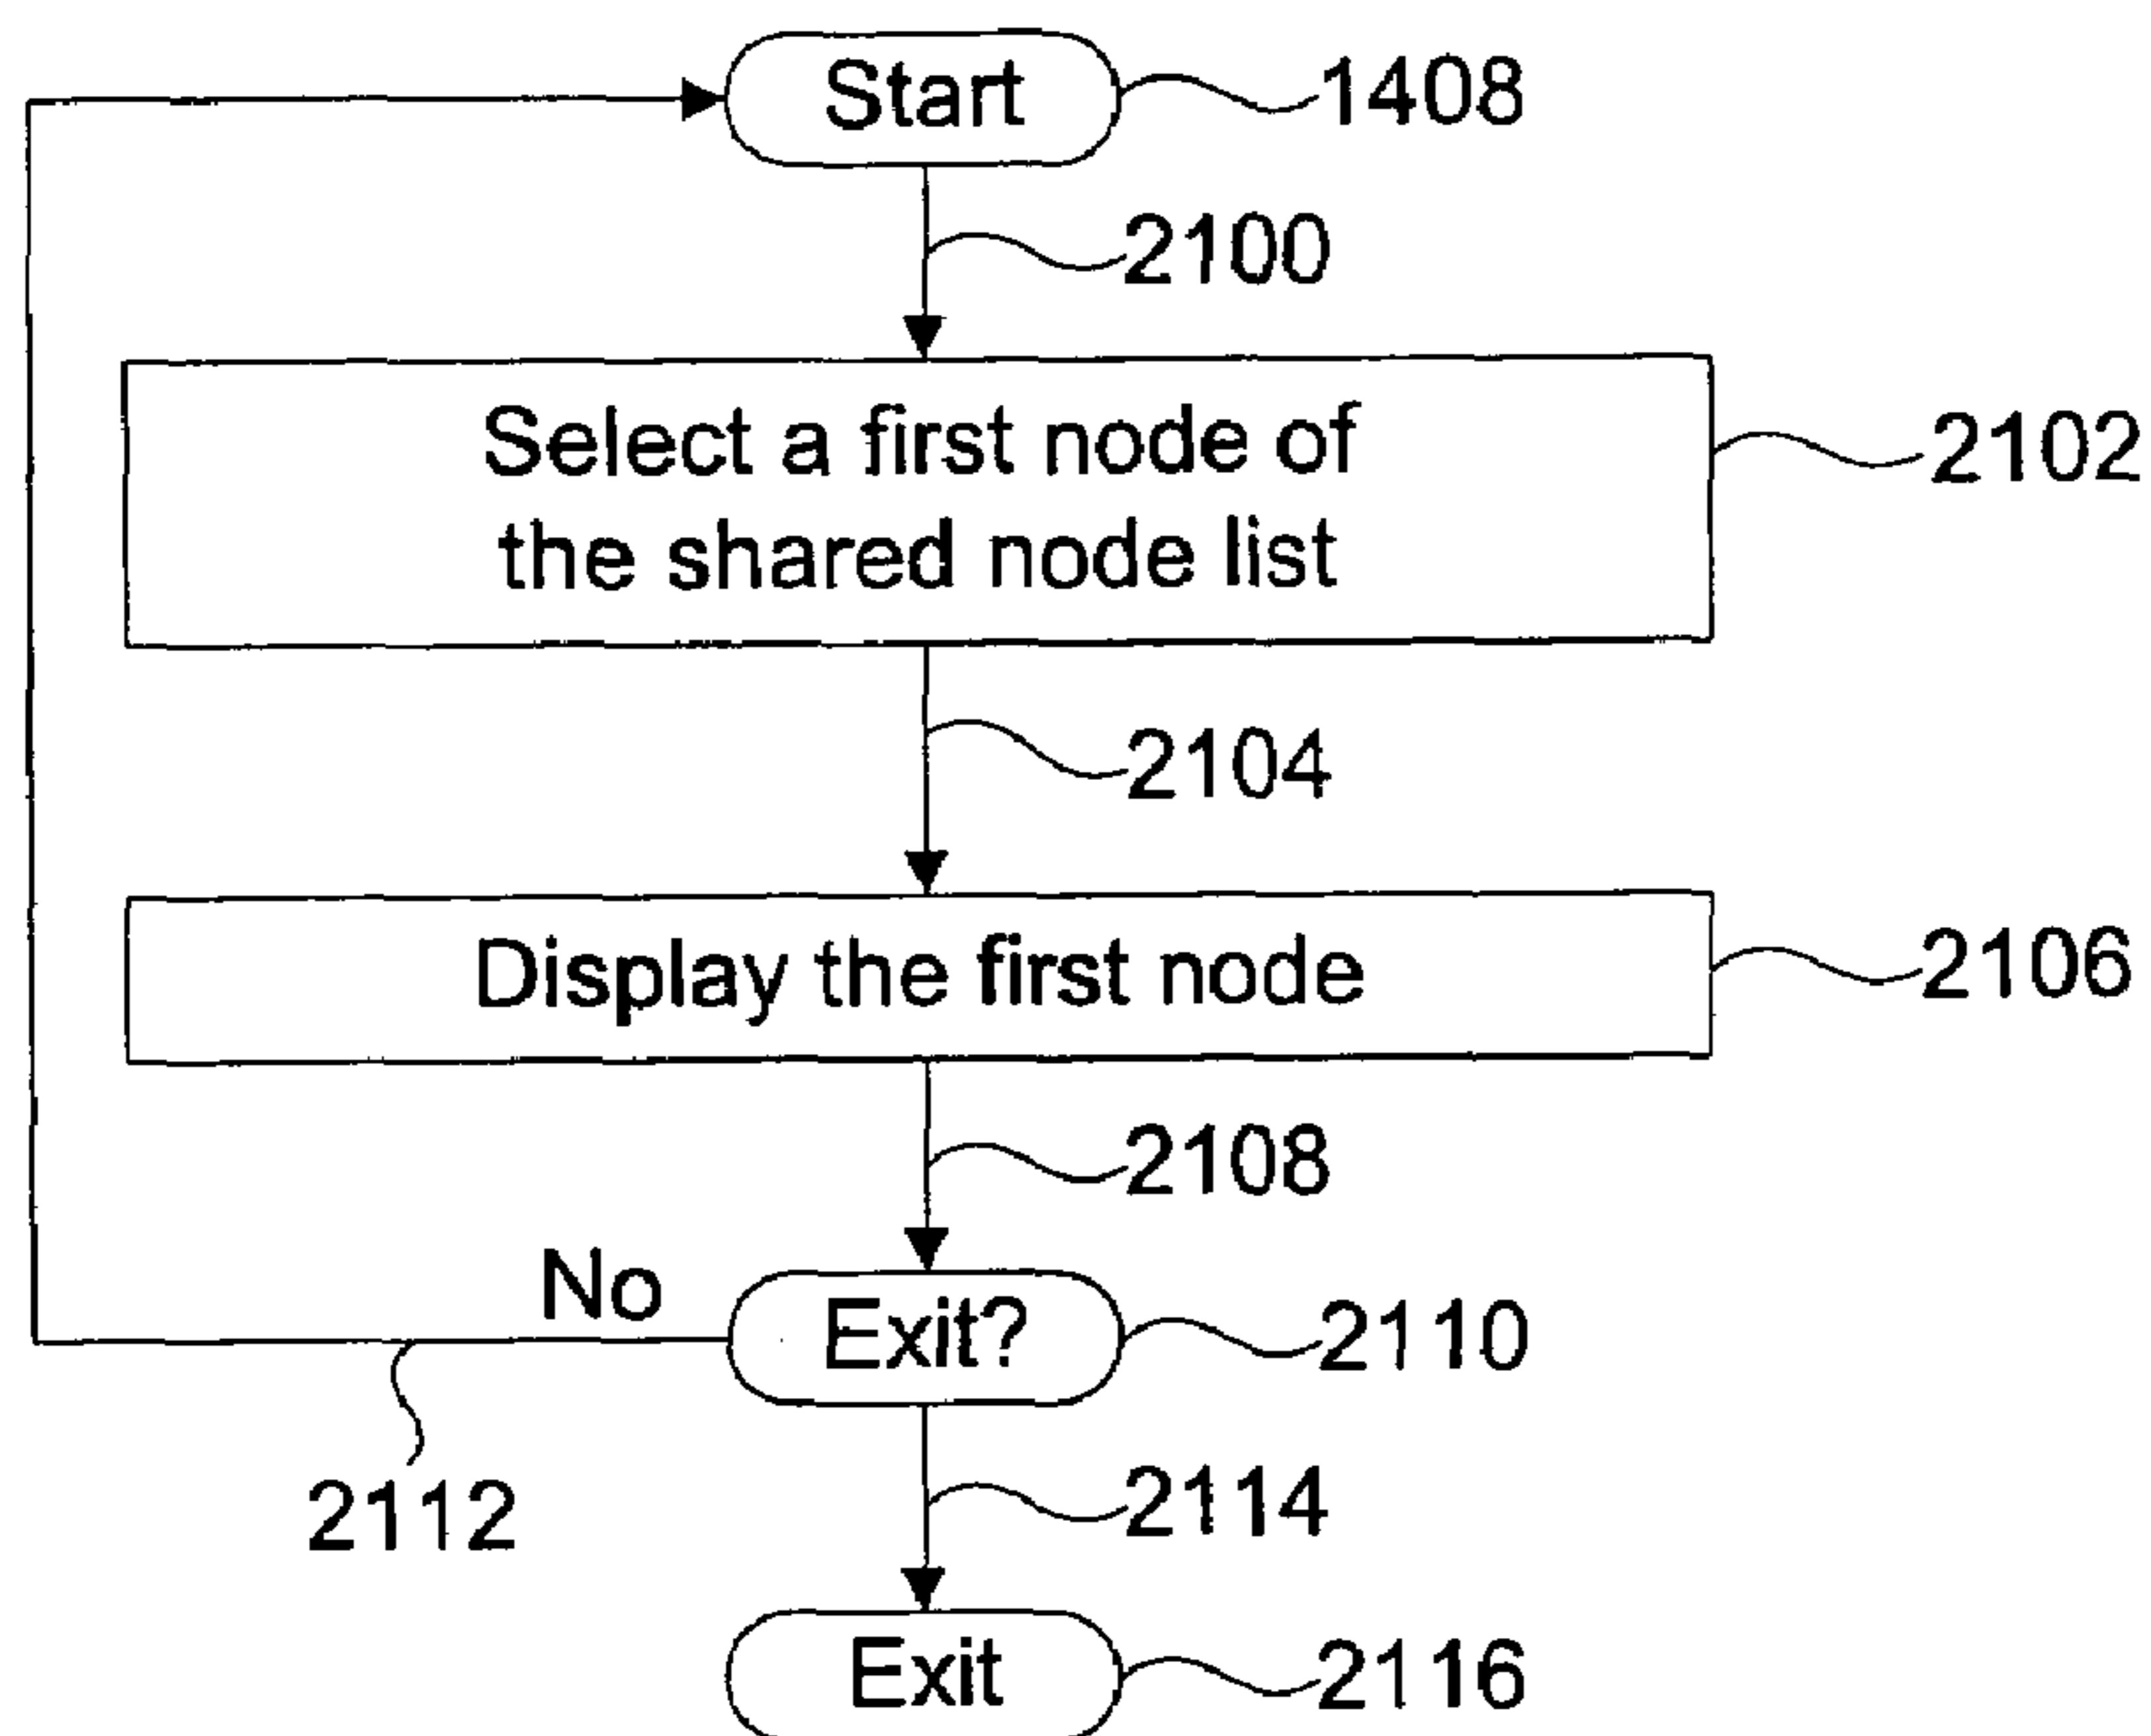 Start
1408
2100
Select a first node of
the shared node list
2102
2104
Display the first node
2106
2108
No
Exit?
2110
2112
2114
Exit
2116